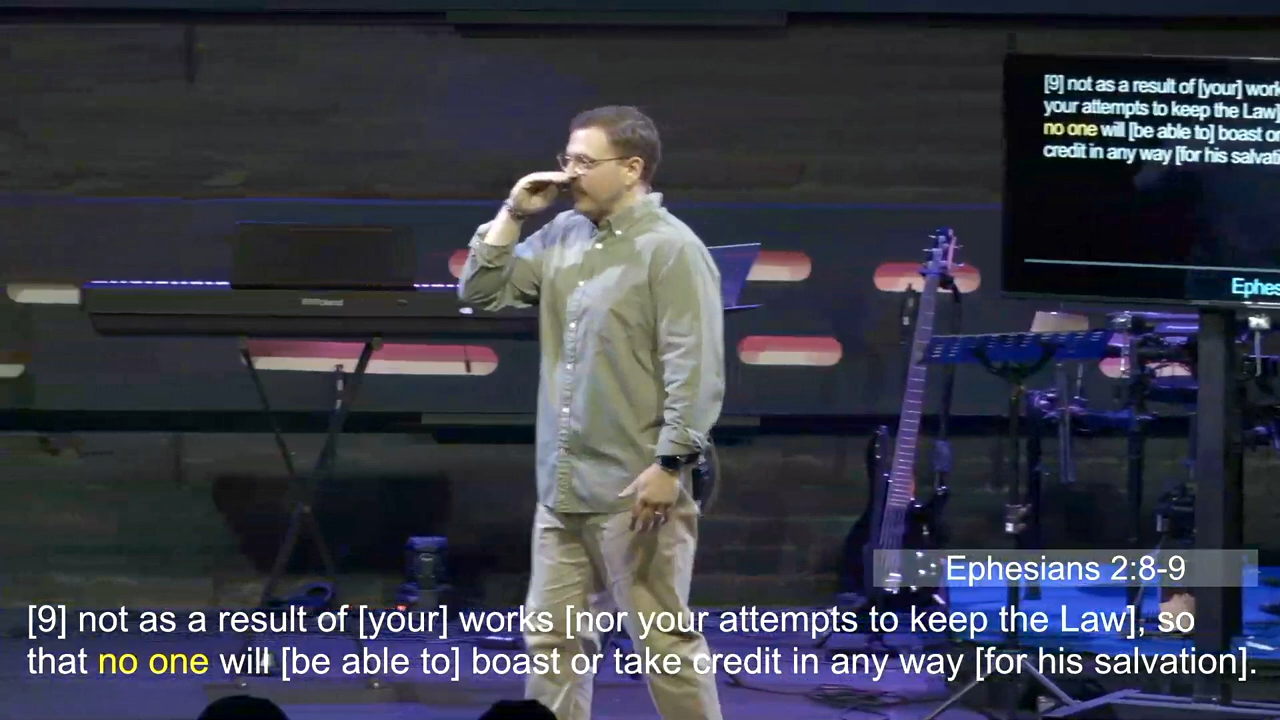 [9] not as a result of [your] work
your attempts to keep the Law]
no one will [be able to] boast or
credit in any way [for his salvati
Ephes
Roland
Ephesians 2:8-9
[9] not as a result of [your] works [nor your attempts to keep the Law], so
that no one will [be able to] boast or take credit in any way [for his salvation].